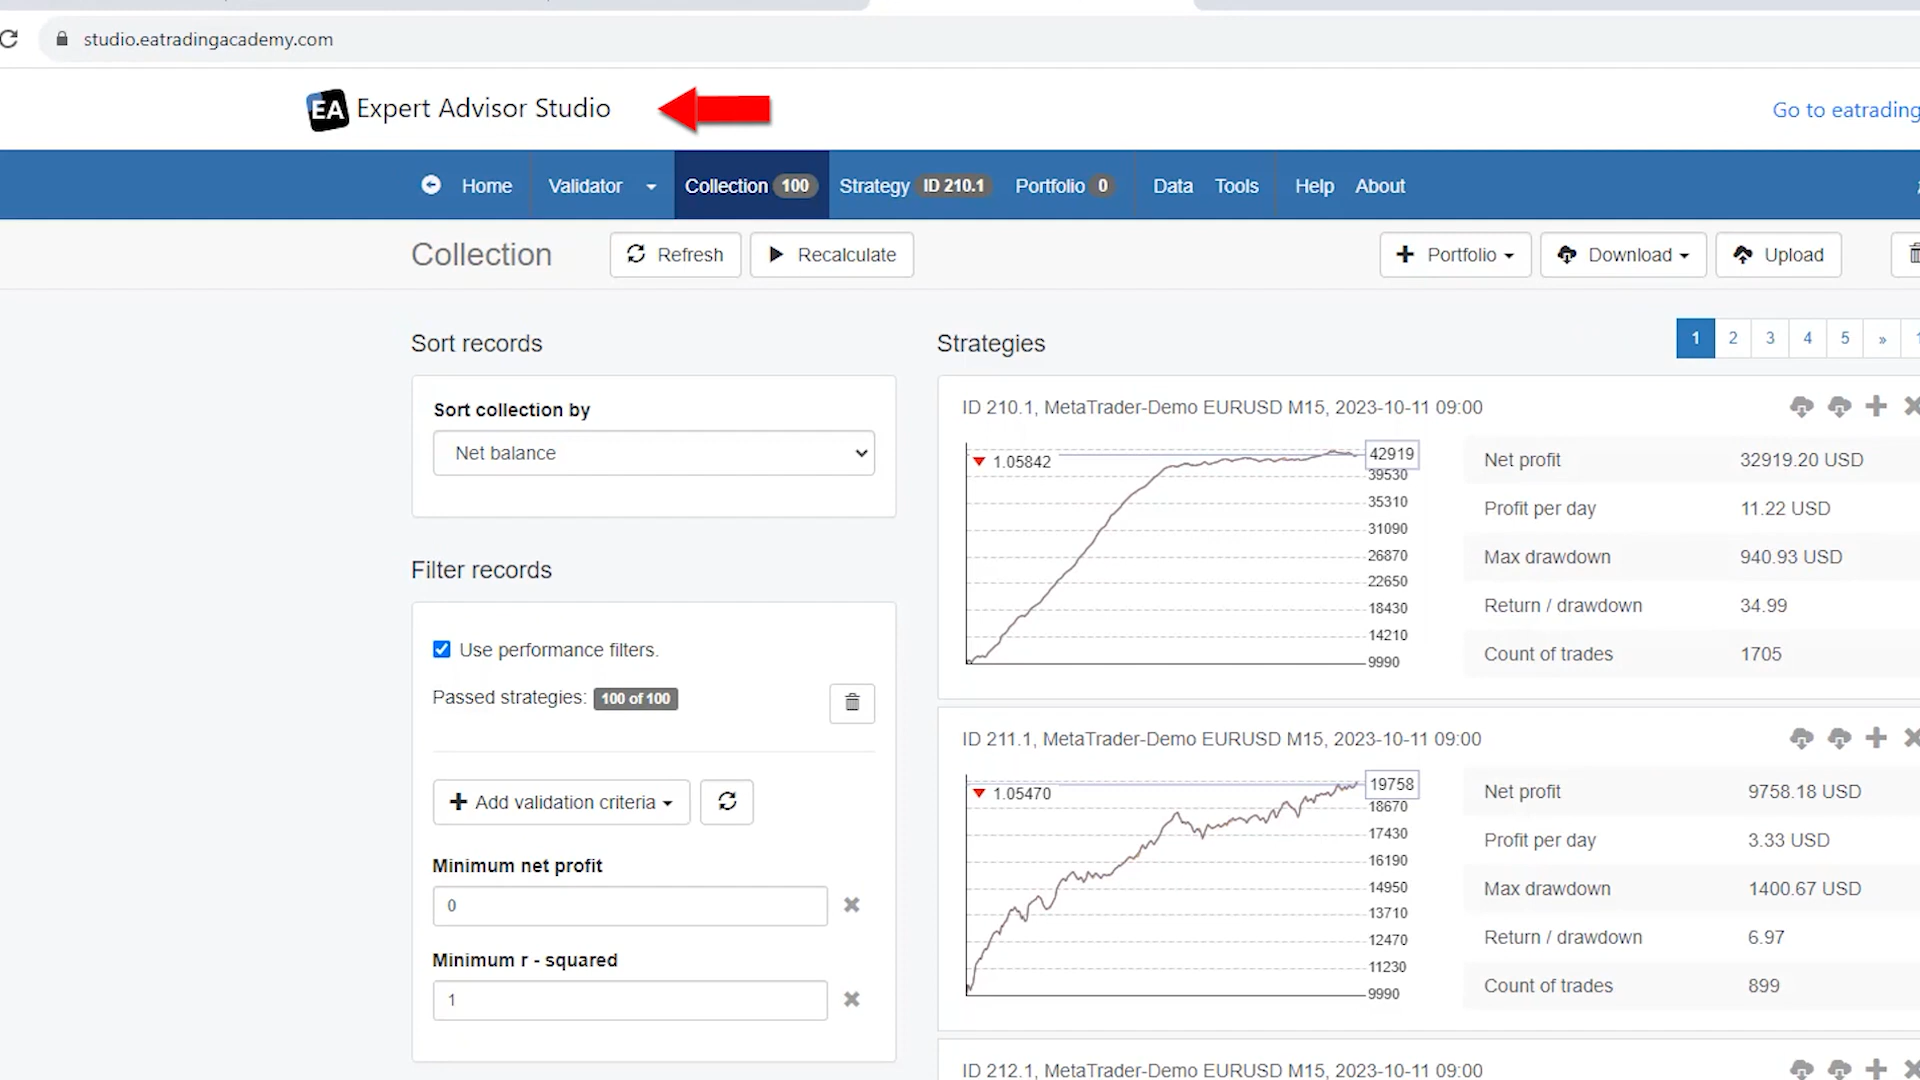 studio.eatradingacademy.com
EA Expert Advisor Studio
Go to eatrading
Home Validator Collection 100 Strategy ID 210.1 Portfolio 0 Data Tools Help About
Collection Refresh Recalculate Portfolio Download Upload
Sort records
Sort collection by
Net balance
Filter records
Use performance filters.
Passed strategies: 100 of 100
Add validation criteria
Minimum net profit
0
Minimum r - squared
1
Strategies
1 2 3 4 5 »
ID 210.1, MetaTrader-Demo EURUSD M15, 2023-10-11 09:00
1.05842
42919
39530
35310
31090
26870
22650
18430
14210
9990
Net profit 32919.20 USD
Profit per day 11.22 USD
Max drawdown 940.93 USD
Return / drawdown 34.99
Count of trades 1705
ID 211.1, MetaTrader-Demo EURUSD M15, 2023-10-11 09:00
1.05470
19758
18670
17430
16190
14950
13710
12470
11230
9990
Net profit 9758.18 USD
Profit per day 3.33 USD
Max drawdown 1400.67 USD
Return / drawdown 6.97
Count of trades 899
ID 212.1, MetaTrader-Demo EURUSD M15, 2023-10-11 09:00